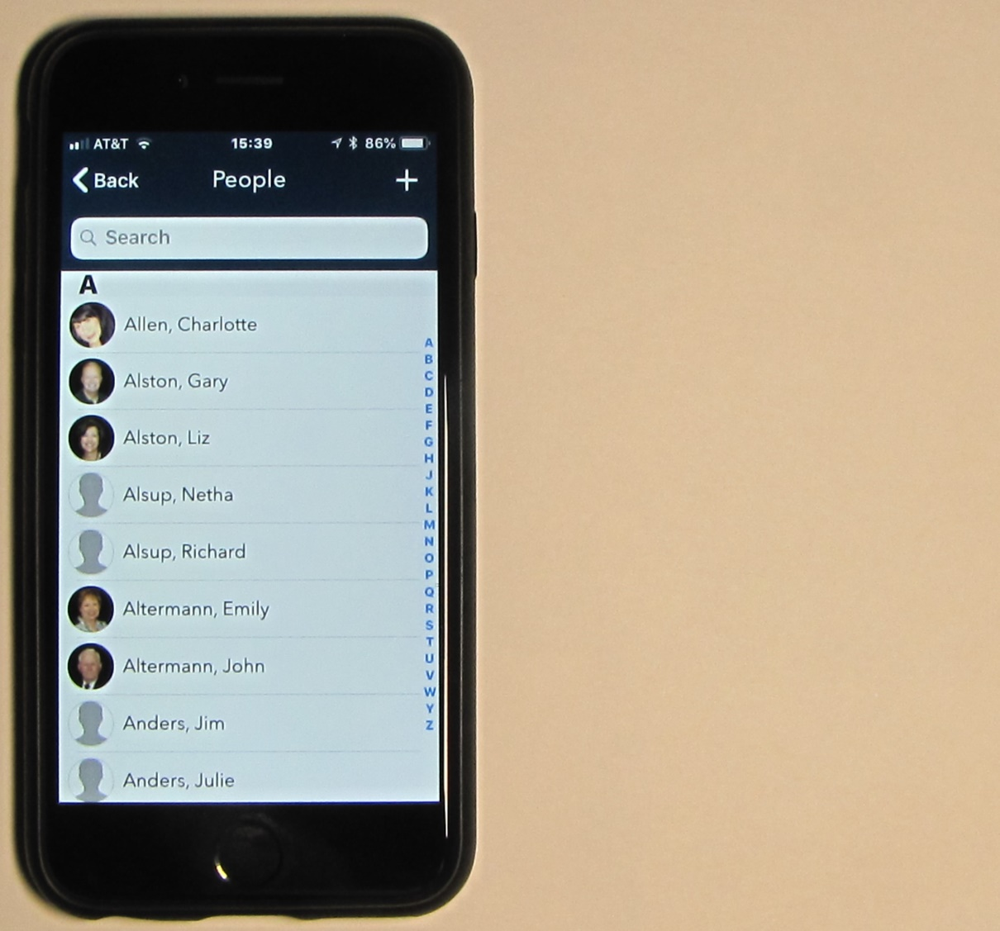 AT&T 15:39 86%
Back People +
Search
A
Allen, Charlotte
Alston, Gary
Alston, Liz
Alsup, Netha
Alsup, Richard
Altermann, Emily
Altermann, John
Anders, Jim
Anders, Julie
A
B
C
D
E
F
G
H
J
K
L
M
N
O
P
Q
R
S
T
U
V
W
Y
Z